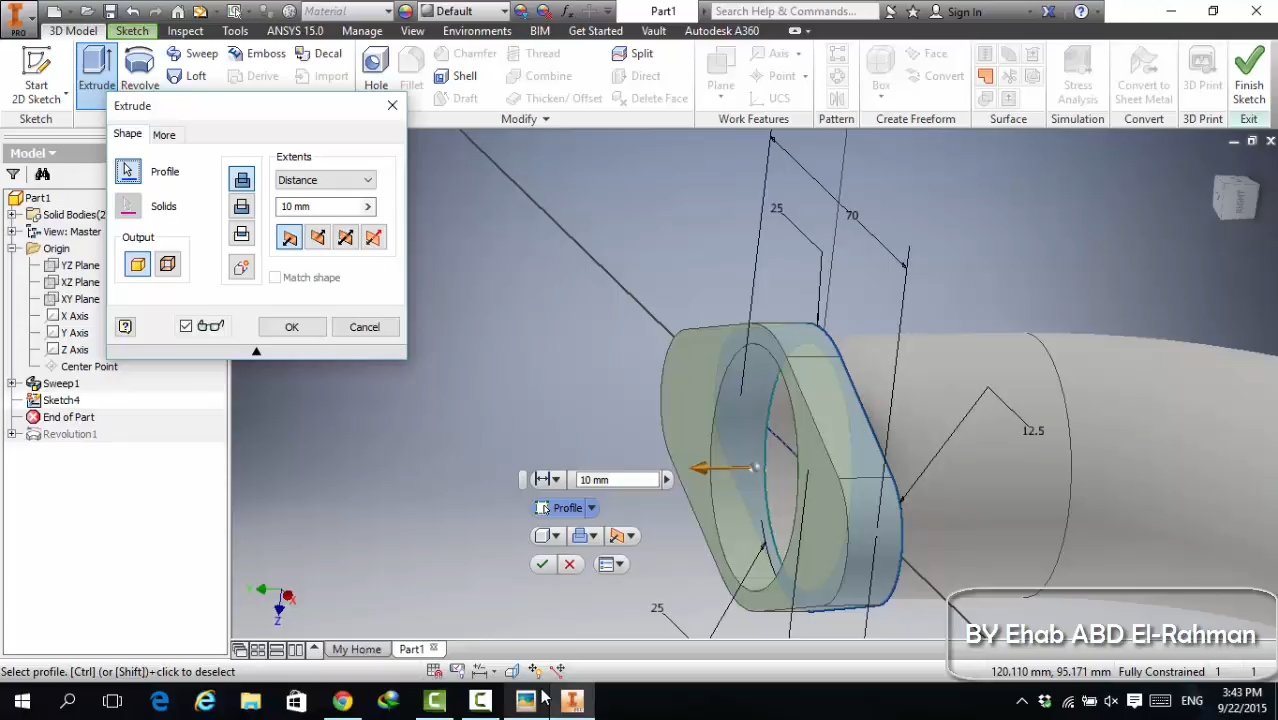 Material
Default
Part1
Search Help & Commands...
Sign In
PRO
3D Model
Sketch
Inspect
Tools
ANSYS 15.0
Manage
View
Environments
BIM
Get Started
Vault
Autodesk A360
Start
2D Sketch
Extrude
Revolve
Sweep
Loft
Emboss
Derive
Decal
Import
Hole
Fillet
Chamfer
Shell
Draft
Thread
Combine
Thicken/ Offset
Split
Direct
Delete Face
Plane
Axis
Point
UCS
Box
Face
Convert
Stress
Analysis
Convert to
Sheet Metal
3D Print
Finish
Sketch
Sketch
Modify
Work Features
Pattern
Create Freeform
Surface
Simulation
Convert
3D Print
Exit
Extrude
Shape
More
Profile
Solids
Output
Extents
Distance
10 mm
Match shape
OK
Cancel
Model
Part1
Solid Bodies(2
View: Master
Origin
YZ Plane
XZ Plane
XY Plane
X Axis
Y Axis
Z Axis
Center Point
Sweep1
Sketch4
End of Part
Revolution1
25
70
12.5
25
RIGHT
10 mm
Profile
Y
X
Z
BY Ehab ABD El-Rahman
My Home
Part1
Select profile. [Ctrl] (or [Shift]+click to deselect
120.110 mm, 95.171 mm
Fully Constrained
1
1
ENG
3:43 PM
9/22/2015